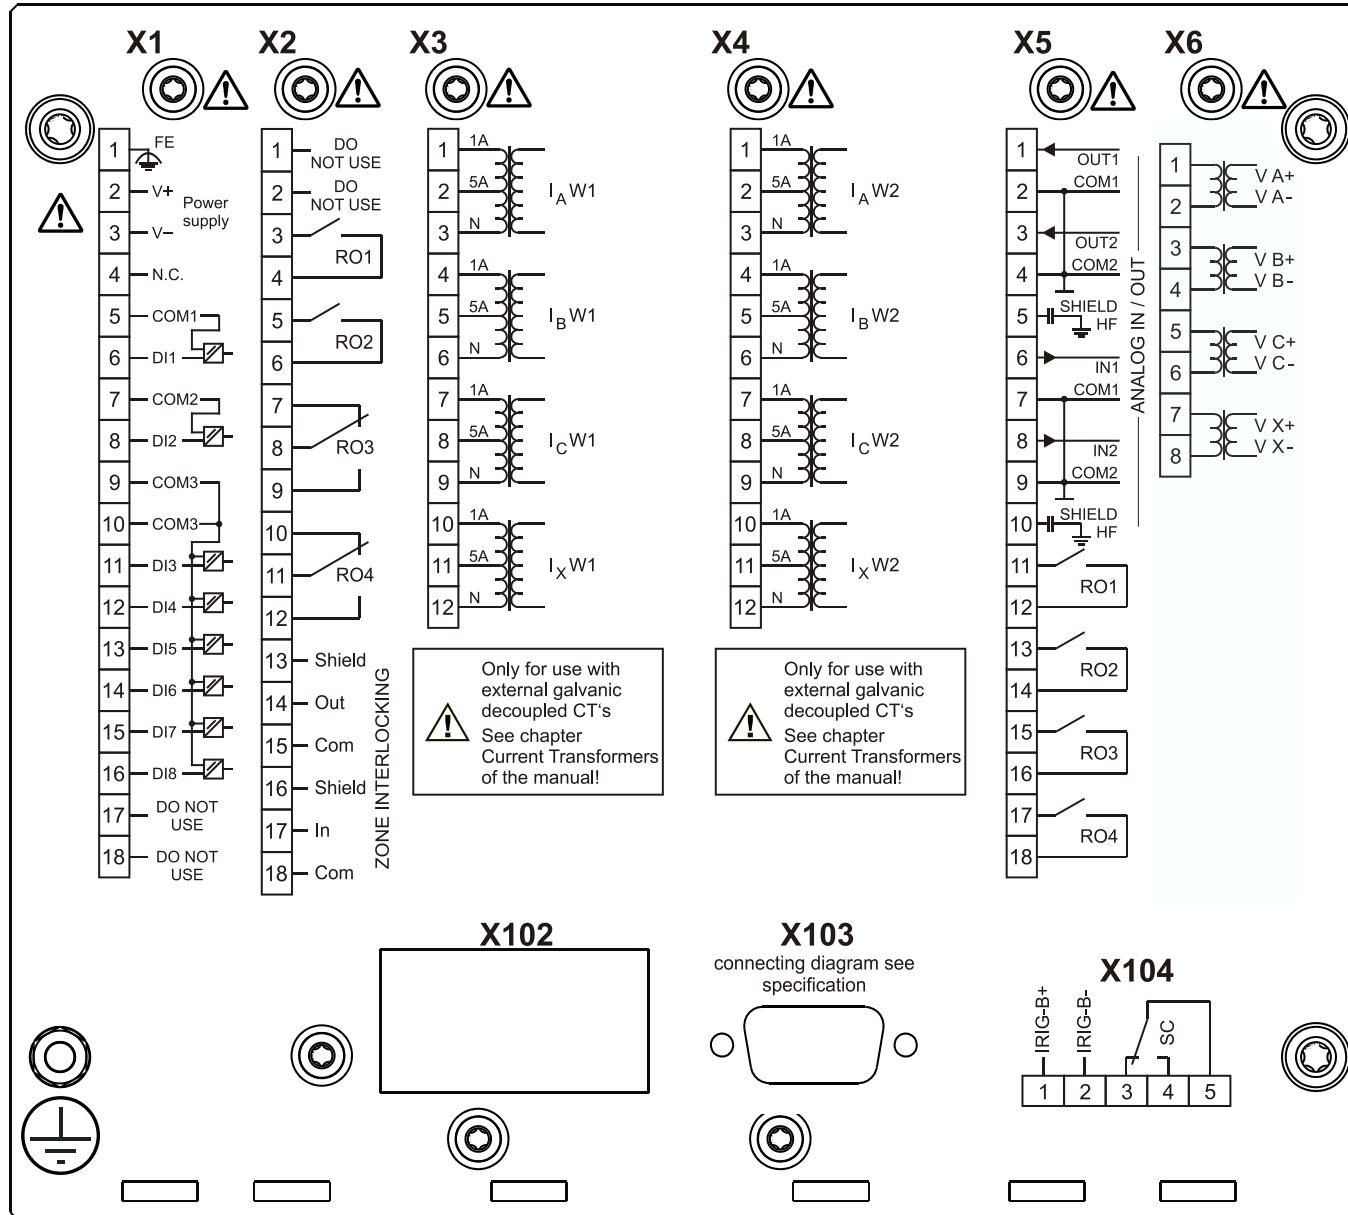 X1
1
FE
2
V+
Power
supply
3
V–
4
N.C.
5
COM1
6
DI1
7
COM2
8
DI2
9
COM3
10
COM3
11
DI3
12
DI4
13
DI5
14
DI6
15
DI7
16
DI8
17
DO NOT
USE
18
DO NOT
USE
X2
1
DO
NOT USE
2
DO
NOT USE
3
RO1
4
5
RO2
6
7
8
RO3
9
10
11
RO4
12
13
Shield
14
Out
15
Com
16
Shield
17
In
18
Com
ZONE INTERLOCKING
X3
1
1A
2
5A
IA W1
3
N
4
1A
5
5A
IB W1
6
N
7
1A
8
5A
IC W1
9
N
10
1A
11
5A
IX W1
12
N
Only for use with
external galvanic
decoupled CT‘s
See chapter
Current Transformers
of the manual!
X4
1
1A
2
5A
IA W2
3
N
4
1A
5
5A
IB W2
6
N
7
1A
8
5A
IC W2
9
N
10
1A
11
5A
IX W2
12
N
Only for use with
external galvanic
decoupled CT‘s
See chapter
Current Transformers
of the manual!
X5
1
OUT1
2
COM1
3
OUT2
4
COM2
5
SHIELD
HF
6
IN1
7
COM1
8
IN2
9
COM2
10
SHIELD
HF
ANALOG IN / OUT
11
RO1
12
13
RO2
14
15
RO3
16
17
RO4
18
X6
1
V A+
2
V A-
3
V B+
4
V B-
5
V C+
6
V C-
7
V X+
8
V X-
X102
X103
connecting diagram see
specification
X104
IRIG-B+
IRIG-B-
SC
1 2 3 4 5